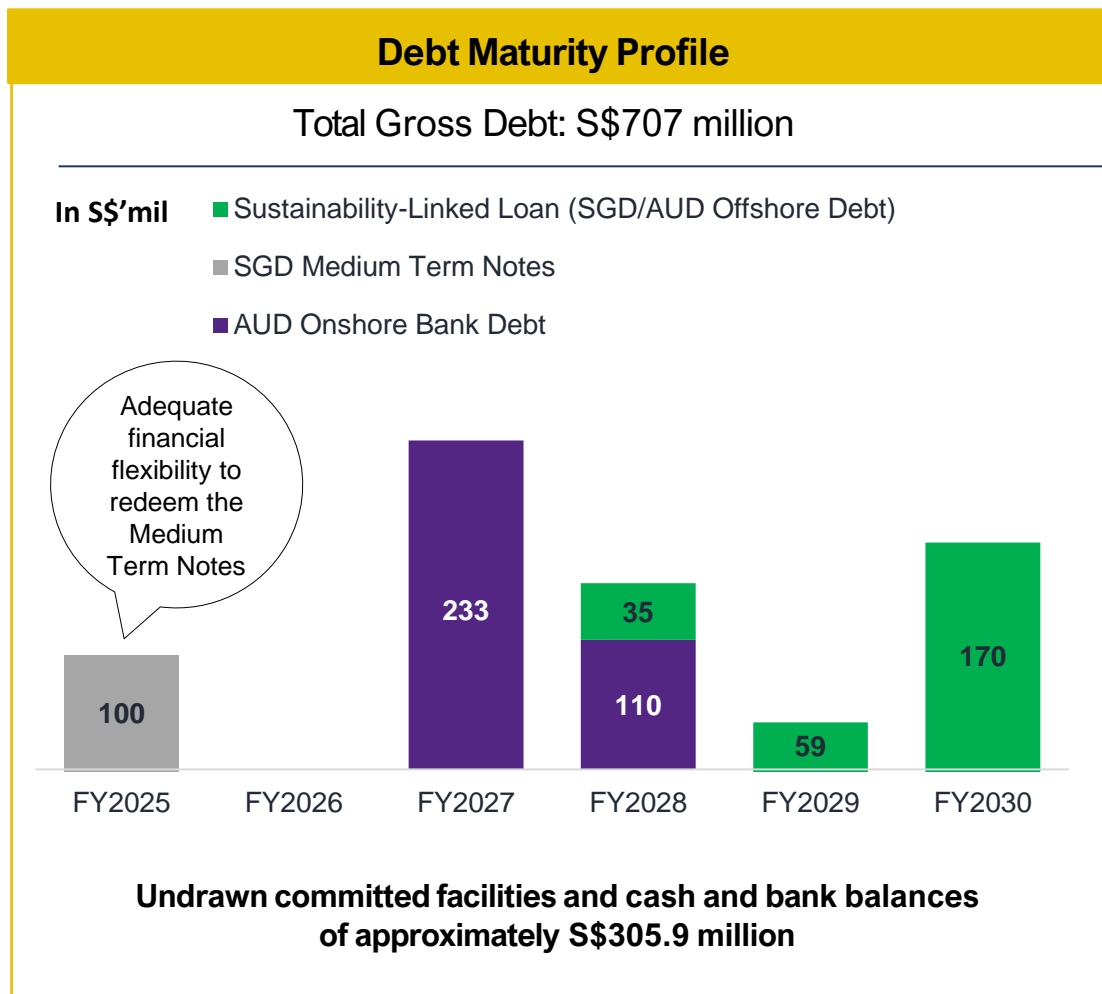 Debt Maturity Profile
Total Gross Debt: S$707 million
In S$'mil
Sustainability-Linked Loan (SGD/AUD Offshore Debt)
SGD Medium Term Notes
AUD Onshore Bank Debt
Adequate
financial
flexibility to
redeem the
Medium
Term Notes
100
233
35
110
59
170
FY2025 FY2026 FY2027 FY2028 FY2029 FY2030
Undrawn committed facilities and cash and bank balances
of approximately S$305.9 million